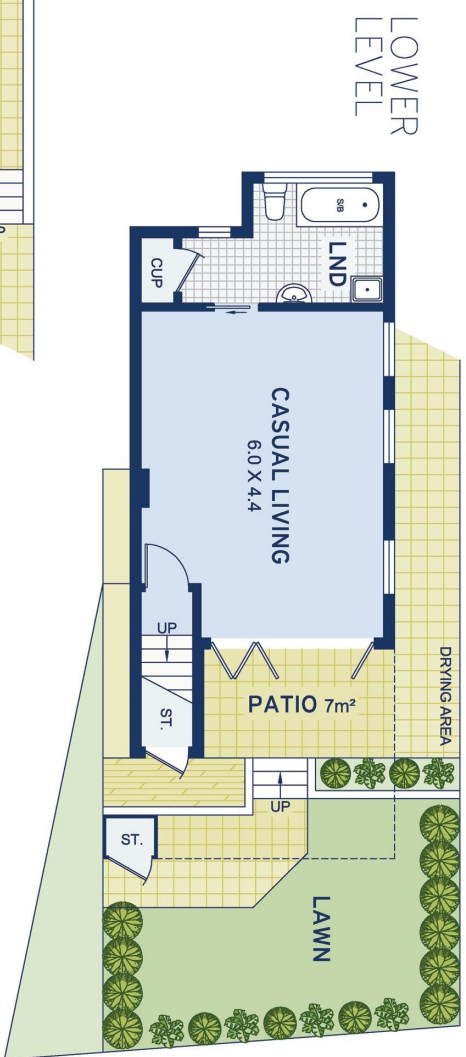 LOWER
LEVEL
S/B
LND
CUP
CASUAL LIVING
6.0 X 4.4
UP
DRYING AREA
PATIO 7m²
ST.
UP
ST.
LAWN